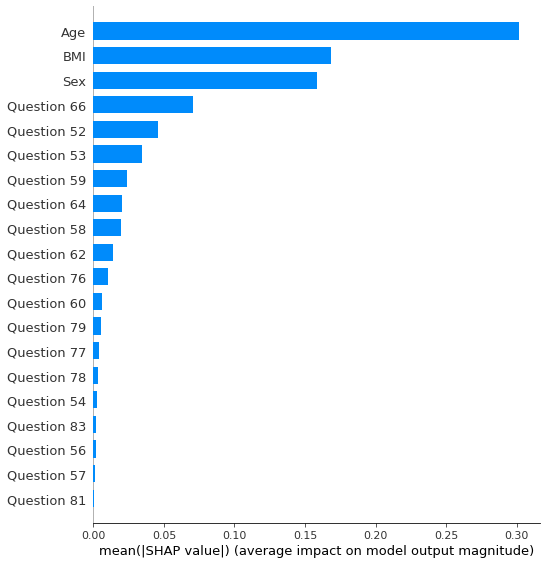 Age
BMI
Sex
Question 66
Question 52
Question 53
Question 59
Question 64
Question 58
Question 62
Question 76
Question 60
Question 79
Question 77
Question 78
Question 54
Question 83
Question 56
Question 57
Question 81
0.00 0.05 0.10 0.15 0.20 0.25 0.30
mean(|SHAP value|) (average impact on model output magnitude)